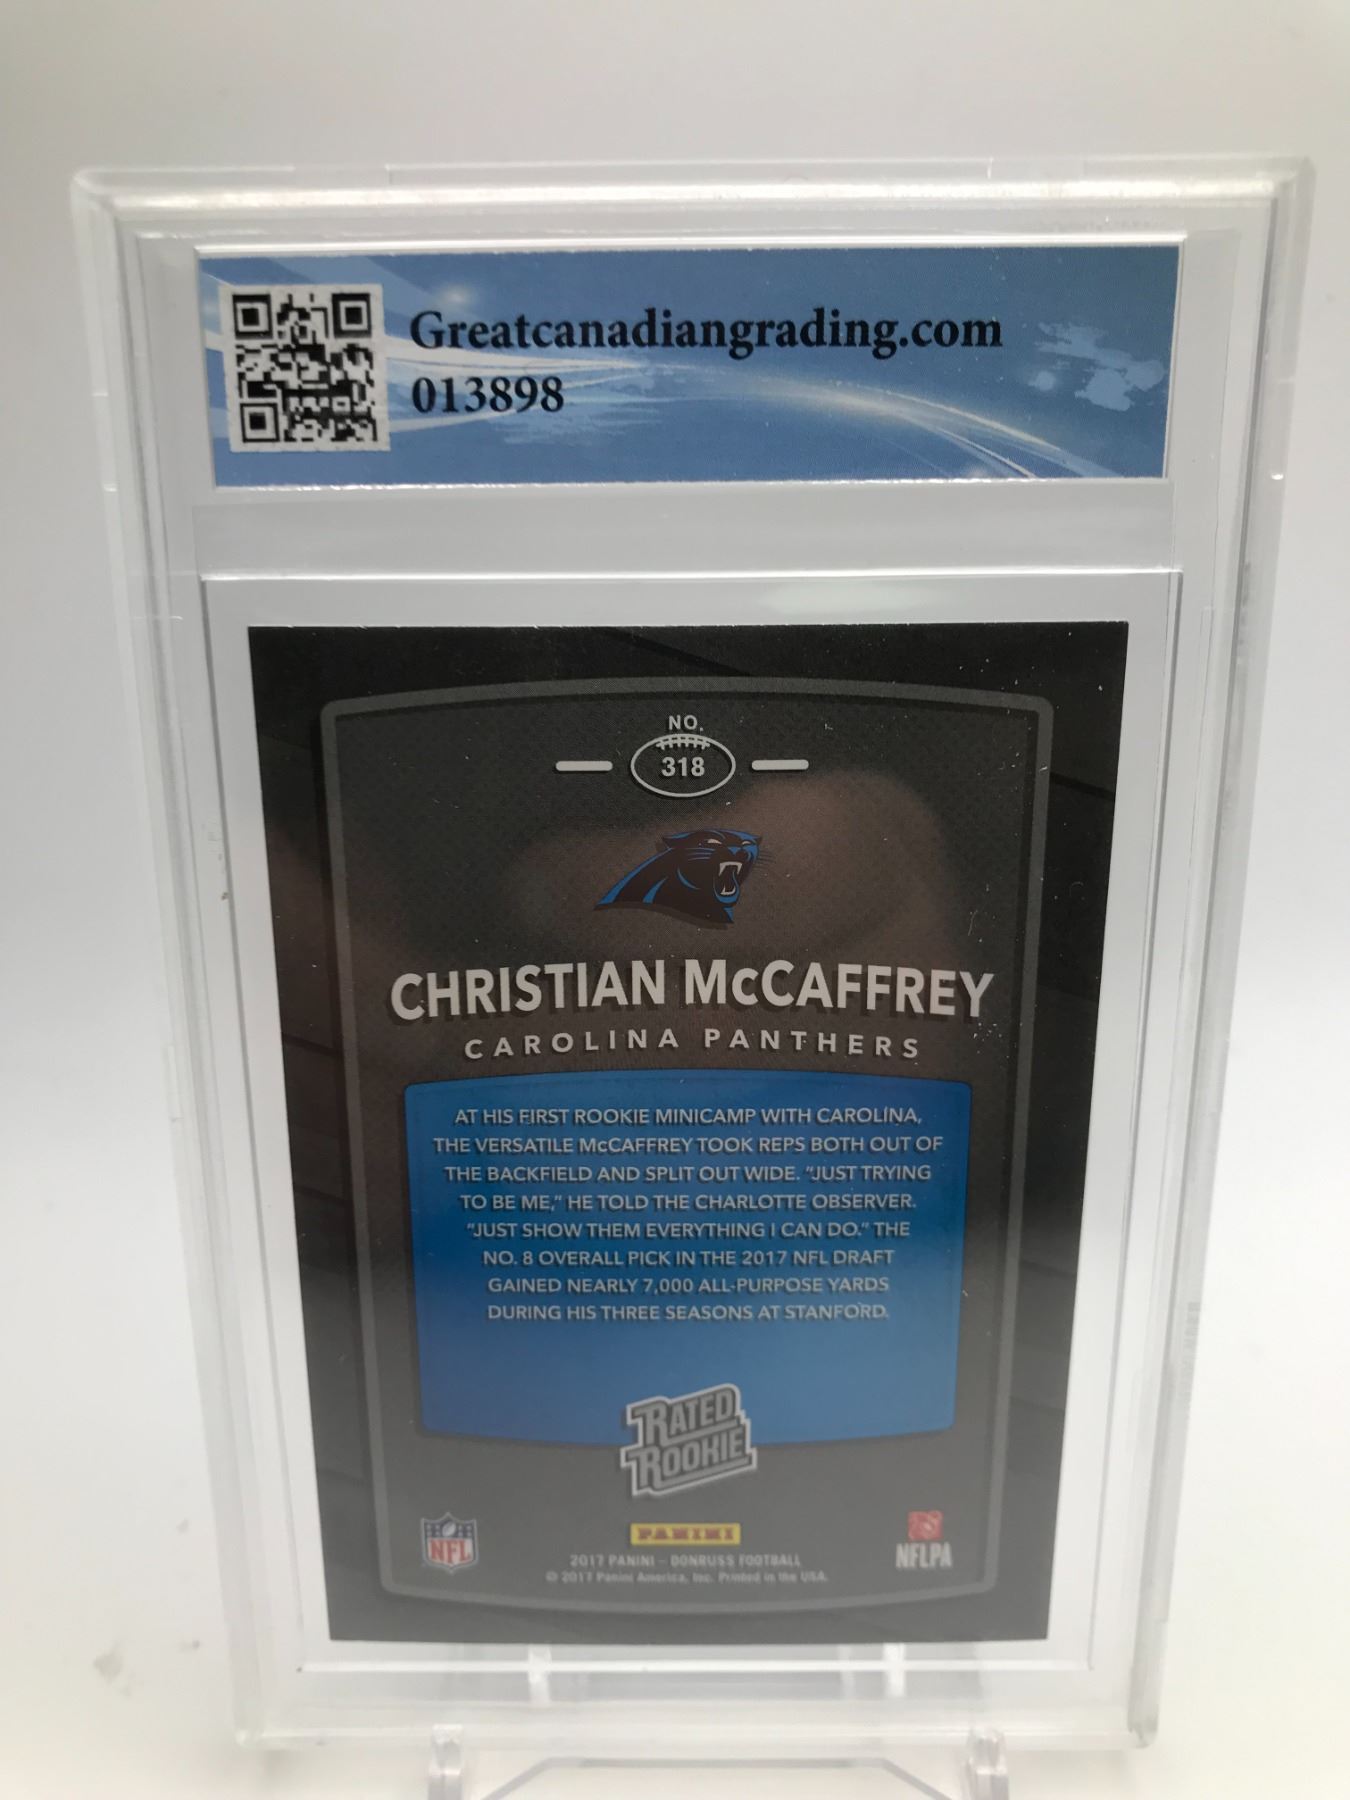 Greatcanadiangrading.com
013898
NO.
318
CHRISTIAN McCAFFREY
CAROLINA PANTHERS
AT HIS FIRST ROOKIE MINICAMP WITH CAROLINA,
THE VERSATILE McCAFFREY TOOK REPS BOTH OUT OF
THE BACKFIELD AND SPLIT OUT WIDE. "JUST TRYING
TO BE ME," HE TOLD THE CHARLOTTE OBSERVER.
"JUST SHOW THEM EVERYTHING I CAN DO." THE
NO. 8 OVERALL PICK IN THE 2017 NFL DRAFT
GAINED NEARLY 7,000 ALL-PURPOSE YARDS
DURING HIS THREE SEASONS AT STANFORD.
RATED
ROOKIE
NFL
PANINI
NFLPA
2017 PANINI – DONRUSS FOOTBALL
© 2017 Panini America, Inc. Printed in the USA.